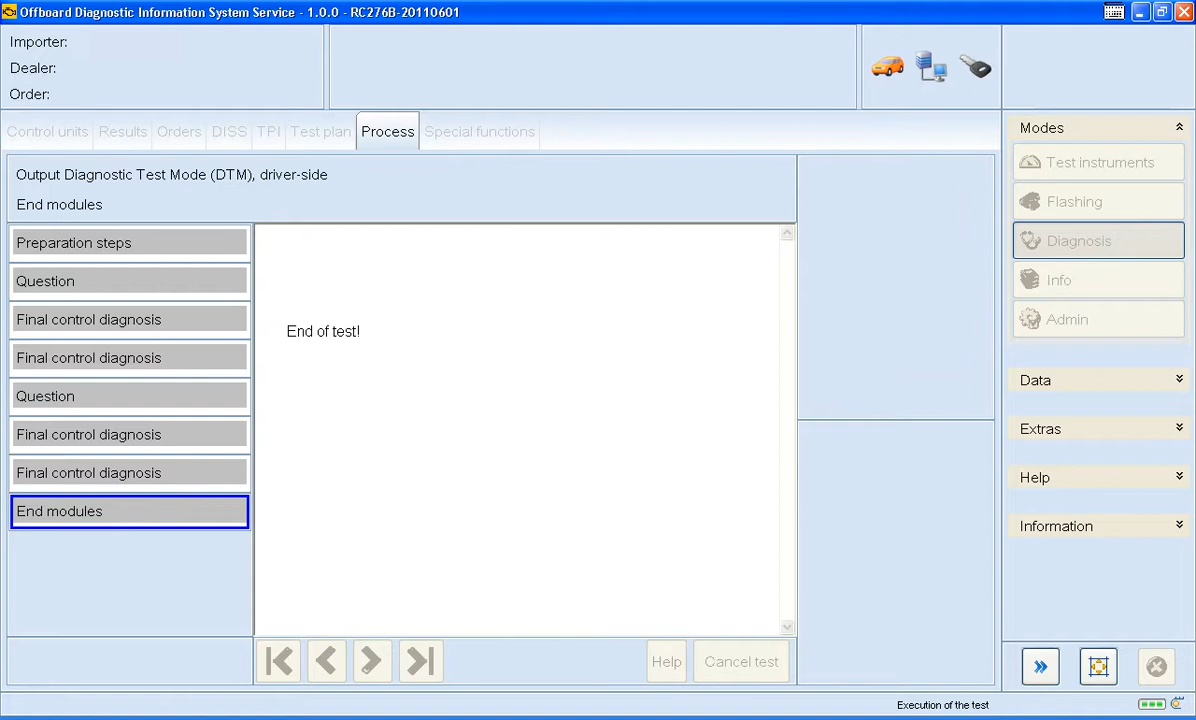 Offboard Diagnostic Information System Service - 1.0.0 - RC276B-20110601
Importer:
Dealer:
Order:
Control units
Results
Orders
DISS
TPI
Test plan
Process
Special functions
Output Diagnostic Test Mode (DTM), driver-side
End modules
Preparation steps
Question
Final control diagnosis
Final control diagnosis
Question
Final control diagnosis
Final control diagnosis
End modules
End of test!
Help
Cancel test
Modes
Test instruments
Flashing
Diagnosis
Info
Admin
Data
Extras
Help
Information
Execution of the test